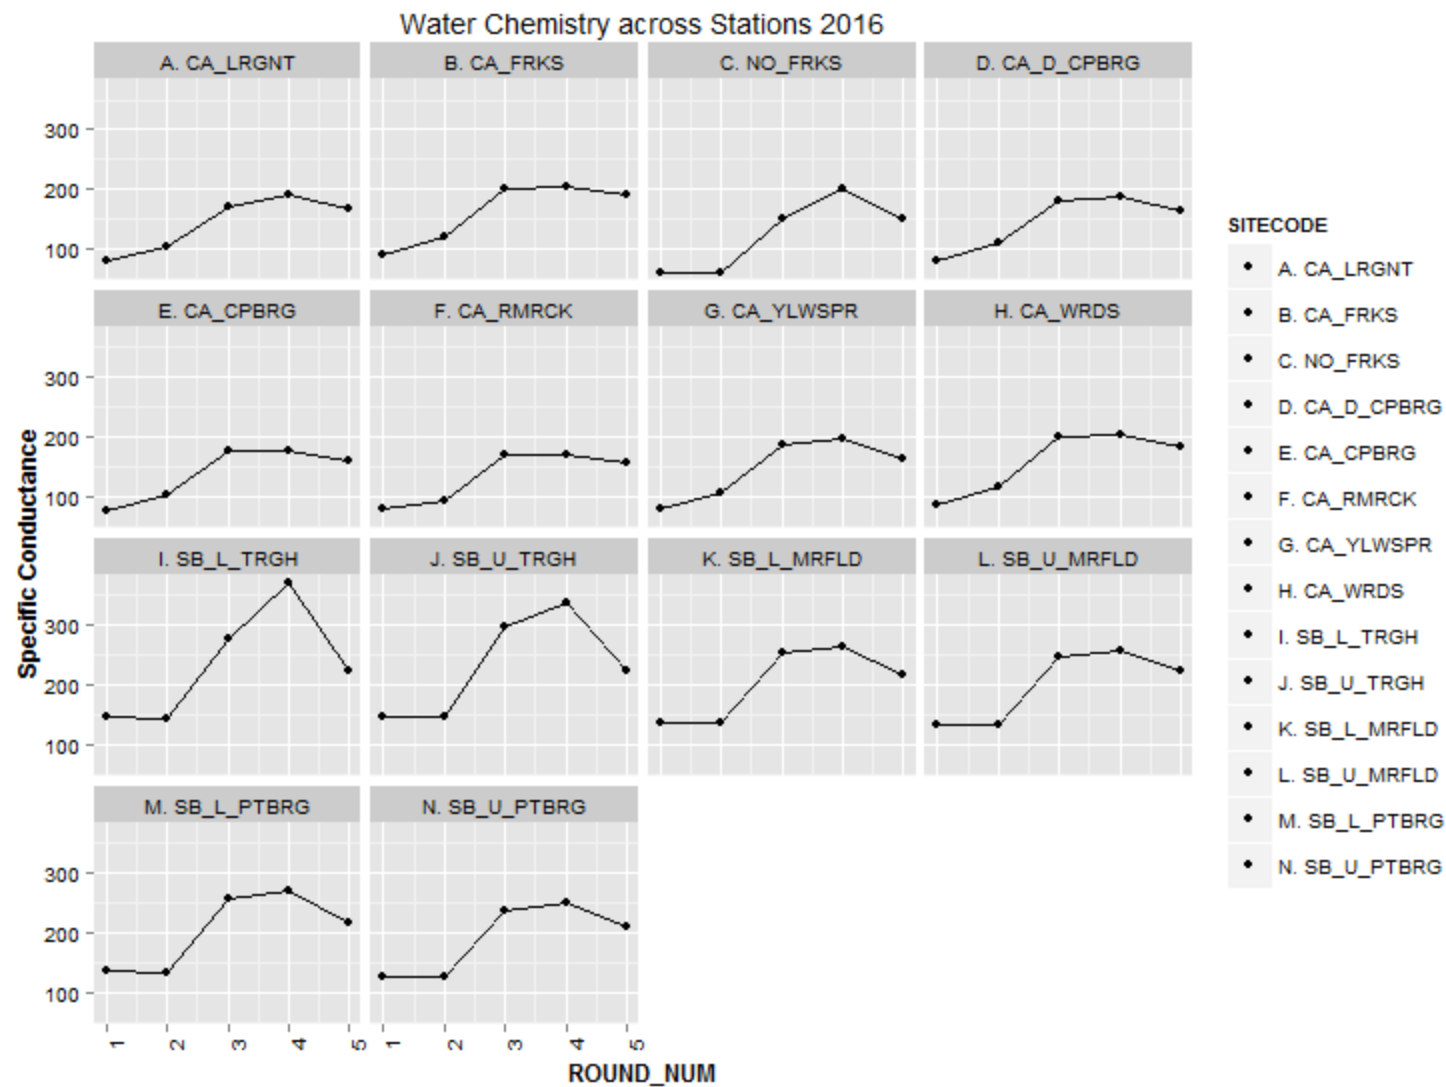 Water Chemistry across Stations 2016
A. CA_LRGNT
B. CA_FRKS
C. NO_FRKS
D. CA_D_CPBRG
300
200
100
E. CA_CPBRG
F. CA_RMRCK
G. CA_YLWSPR
H. CA_WRDS
300
200
100
I. SB_L_TRGH
J. SB_U_TRGH
K. SB_L_MRFLD
L. SB_U_MRFLD
300
200
100
M. SB_L_PTBRG
N. SB_U_PTBRG
300
200
100
1 2 3 4 5
1 2 3 4 5
Specific Conductance
ROUND_NUM
SITECODE
A. CA_LRGNT
B. CA_FRKS
C. NO_FRKS
D. CA_D_CPBRG
E. CA_CPBRG
F. CA_RMRCK
G. CA_YLWSPR
H. CA_WRDS
I. SB_L_TRGH
J. SB_U_TRGH
K. SB_L_MRFLD
L. SB_U_MRFLD
M. SB_L_PTBRG
N. SB_U_PTBRG